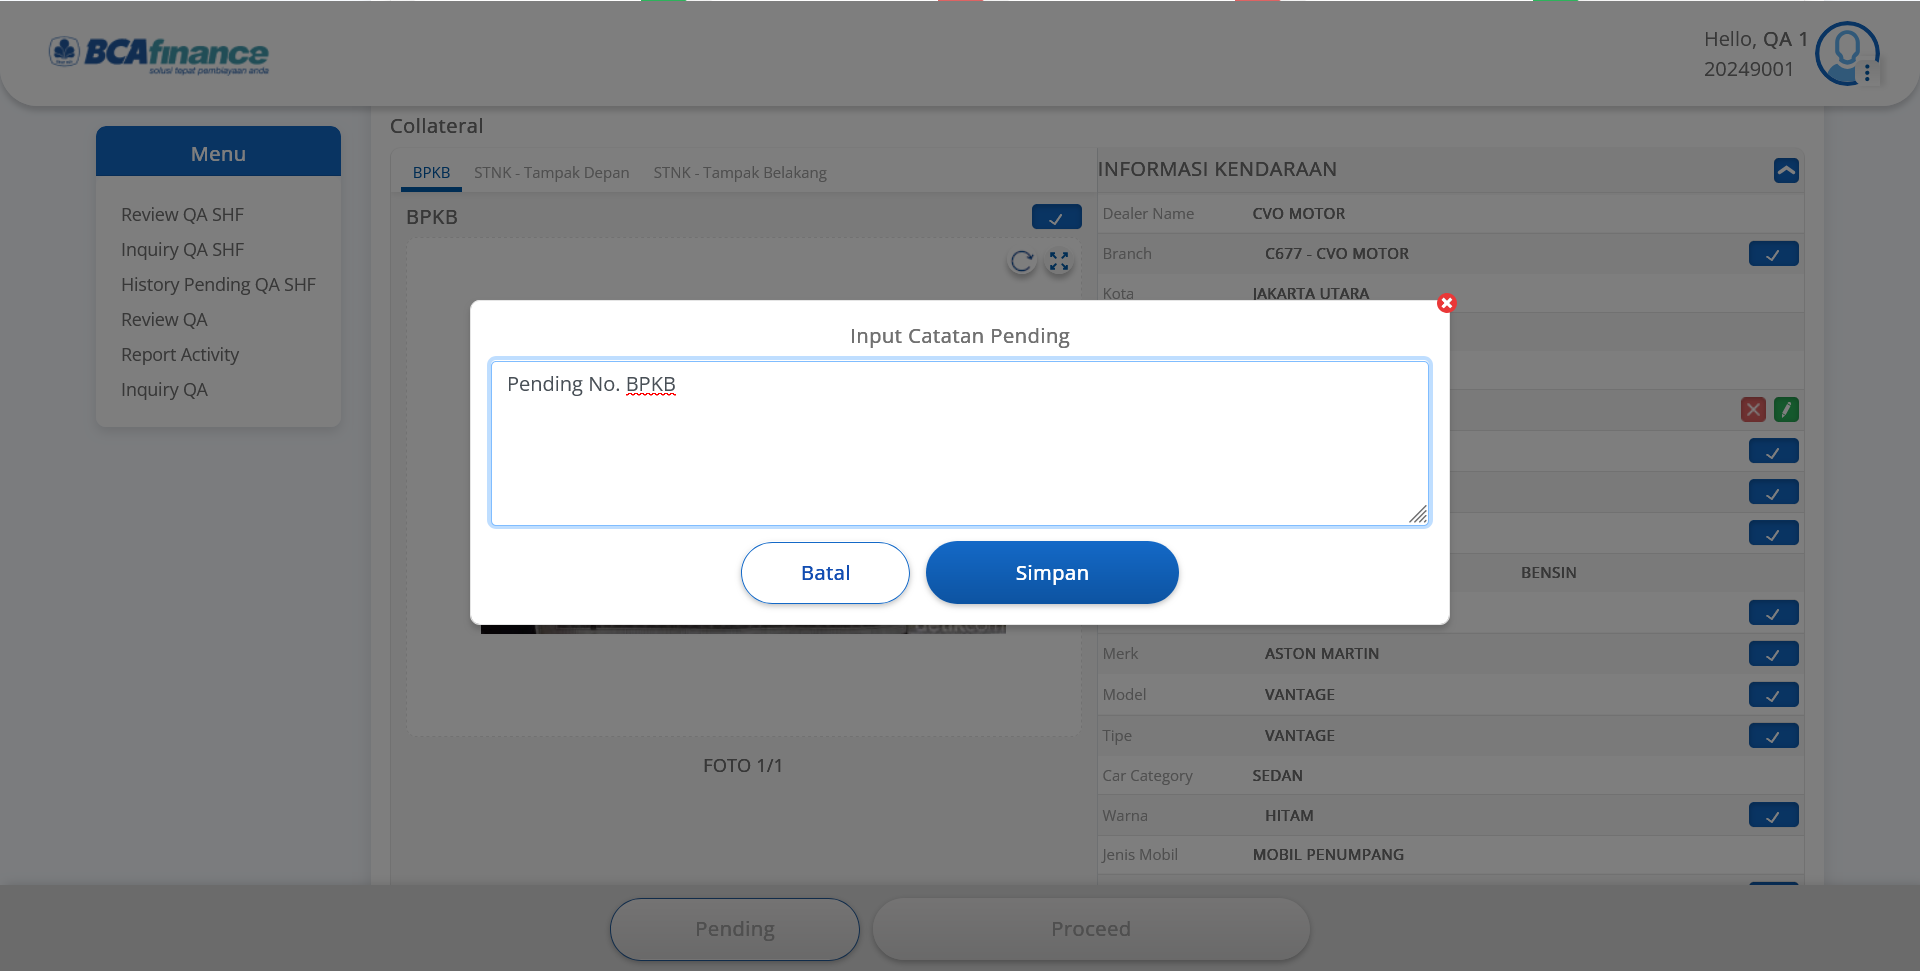 BCAfinance
solusi tepat pembiayaan anda
Hello, QA 1
20249001
Menu
Review QA SHF
Inquiry QA SHF
History Pending QA SHF
Review QA
Report Activity
Inquiry QA
Collateral
BPKB
STNK - Tampak Depan
STNK - Tampak Belakang
BPKB
FOTO 1/1
INFORMASI KENDARAAN
Dealer Name CVO MOTOR
Branch C677 - CVO MOTOR
Kota JAKARTA UTARA
BENSIN
Merk ASTON MARTIN
Model VANTAGE
Tipe VANTAGE
Car Category SEDAN
Warna HITAM
Jenis Mobil MOBIL PENUMPANG
Input Catatan Pending
Pending No. BPKB
Batal
Simpan
Pending
Proceed